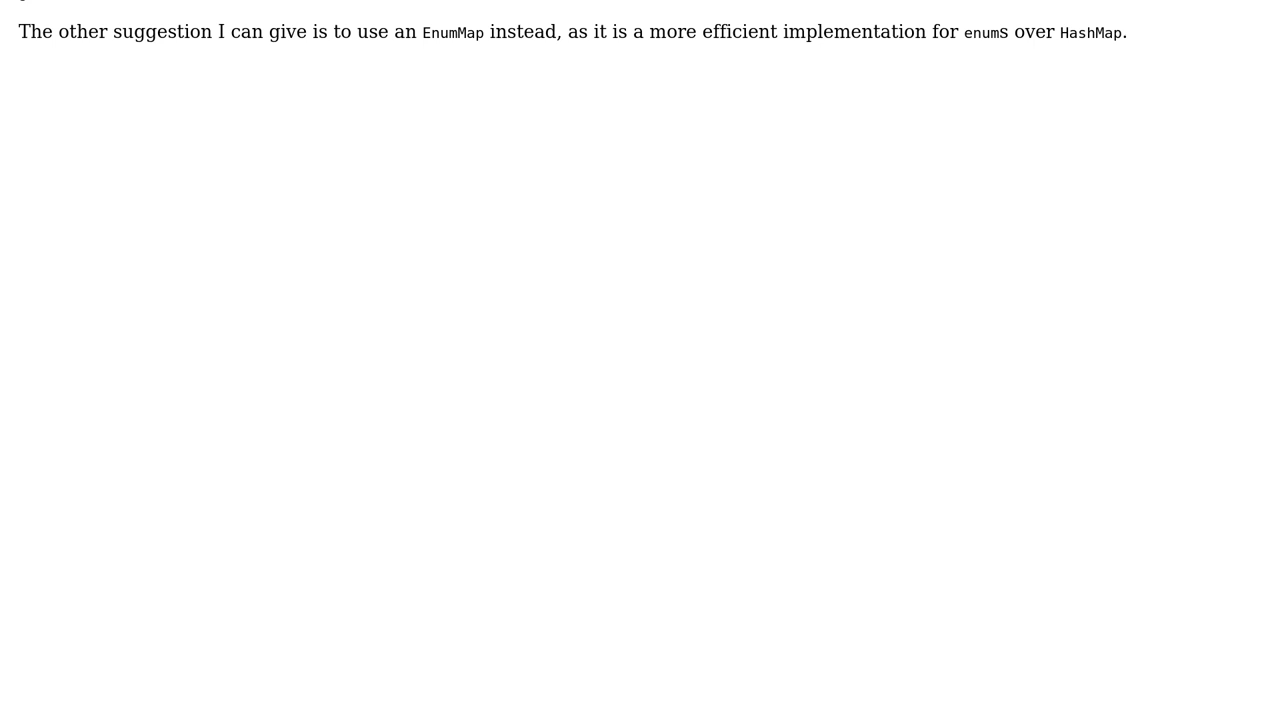 The other suggestion I can give is to use an EnumMap instead, as it is a more efficient implementation for enums over HashMap.